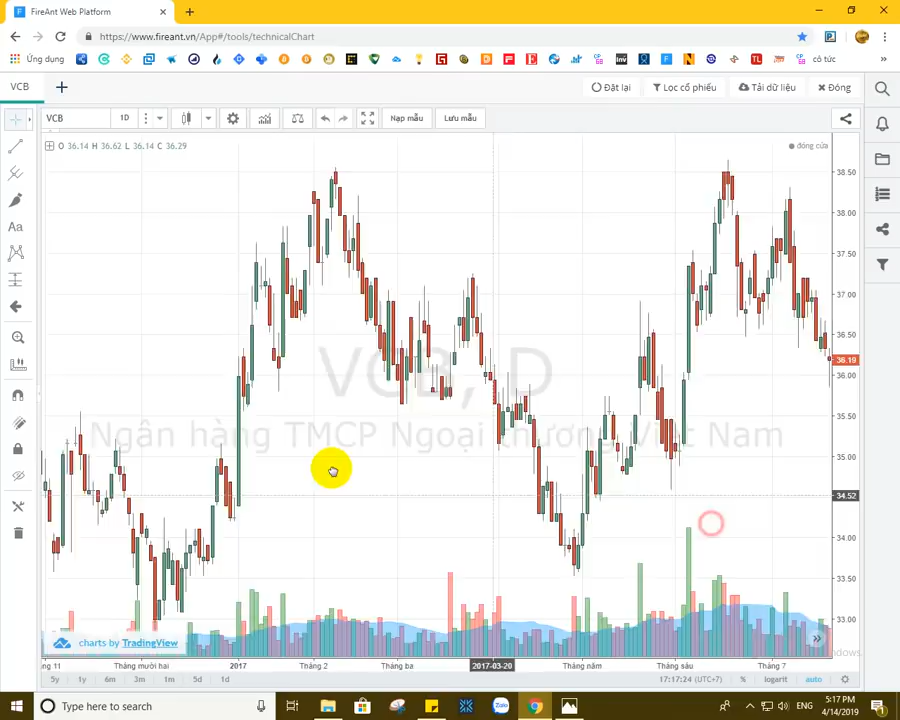 FireAnt Web Platform
https://www.fireant.vn/App#/tools/technicalChart
Ứng dụng
có tức
VCB
Đặt lại
Lọc cổ phiếu
Tải dữ liệu
Đóng
VCB
1D
Nạp mẫu
Lưu mẫu
O 36.14 H 36.62 L 36.14 C 36.29
đóng cửa
VCB, D
Ngân hàng TMCP Ngoại thương Việt Nam
38.50
38.00
37.50
37.00
36.50
36.19
36.00
35.50
35.00
34.52
34.00
33.50
33.00
charts by TradingView
Tháng mười hai
2017
Tháng 2
Tháng ba
2017-03-20
Tháng năm
Tháng sáu
Tháng 7
5y 1y 6m 3m 1m 5d 1d
17:17:24 (UTC+7)
%
logarit
auto
Type here to search
Zalo
ENG
5:17 PM
4/14/2019